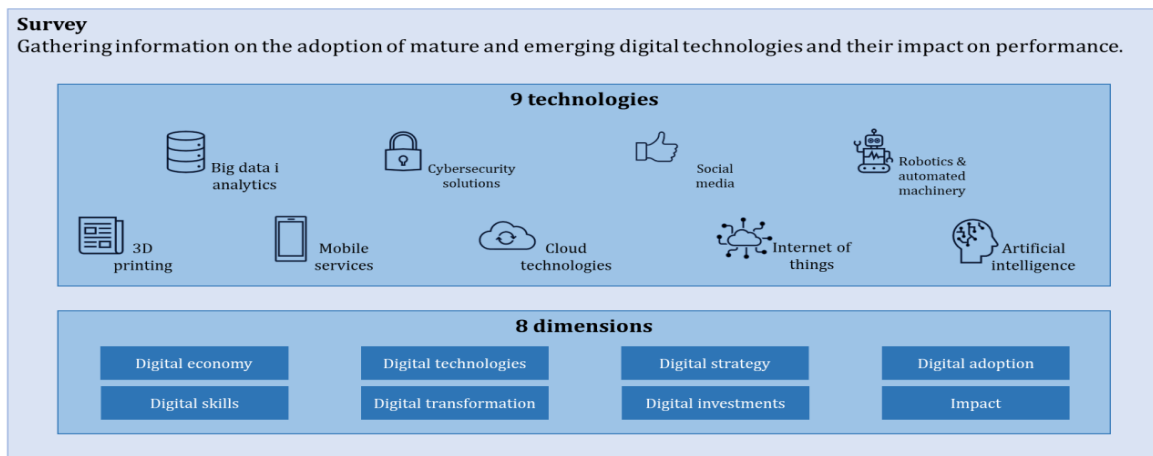 Survey
Gathering information on the adoption of mature and emerging digital technologies and their impact on performance.
9 technologies
Big data i
analytics
Cybersecurity
solutions
Social
media
Robotics &
automated
machinery
3D
printing
Mobile
services
Cloud
technologies
Internet of
things
Artificial
intelligence
8 dimensions
Digital economy
Digital technologies
Digital strategy
Digital adoption
Digital skills
Digital transformation
Digital investments
Impact